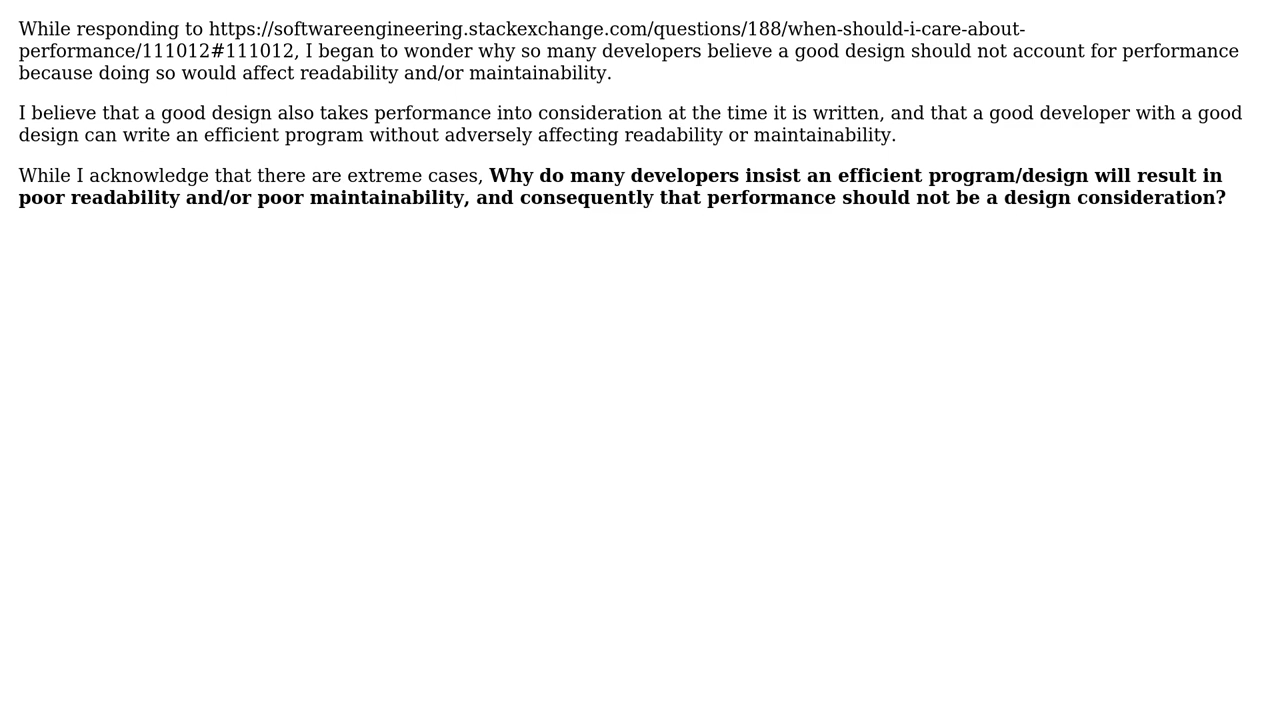 While responding to https://softwareengineering.stackexchange.com/questions/188/when-should-i-care-about-
performance/111012#111012, I began to wonder why so many developers believe a good design should not account for performance
because doing so would affect readability and/or maintainability.
I believe that a good design also takes performance into consideration at the time it is written, and that a good developer with a good
design can write an efficient program without adversely affecting readability or maintainability.
While I acknowledge that there are extreme cases, Why do many developers insist an efficient program/design will result in
poor readability and/or poor maintainability, and consequently that performance should not be a design consideration?